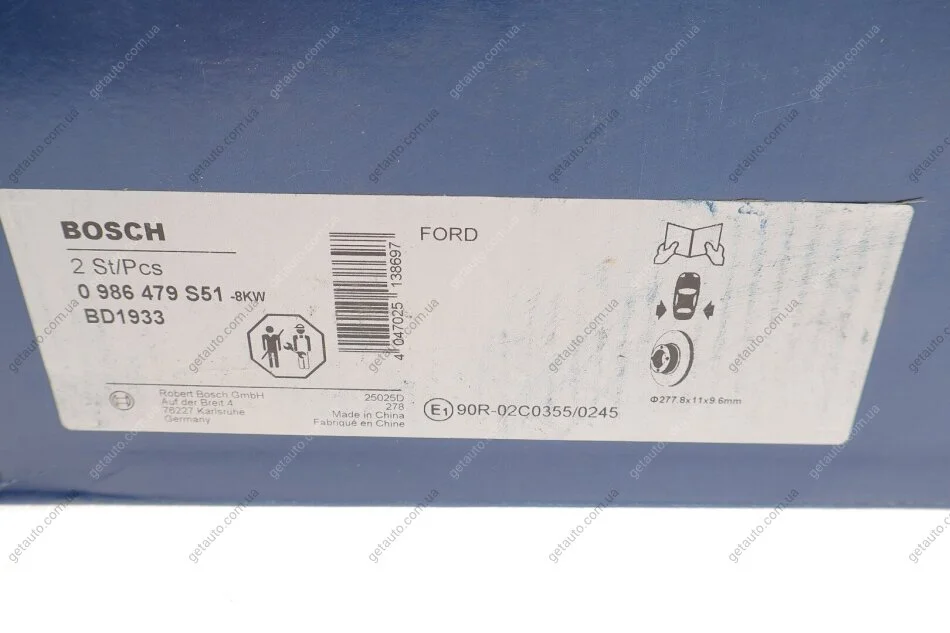 BOSCH
2 St/Pcs
0 986 479 S51 -8KW
BD1933
Robert Bosch GmbH
Auf der Breit 4
76227 Karlsruhe
Germany
25025D
278
Made in China
Fabriqué en Chine
4 047025 138697
FORD
E1 90R-02C0355/0245
Φ277.8x11x9.6mm
getauto.com.ua